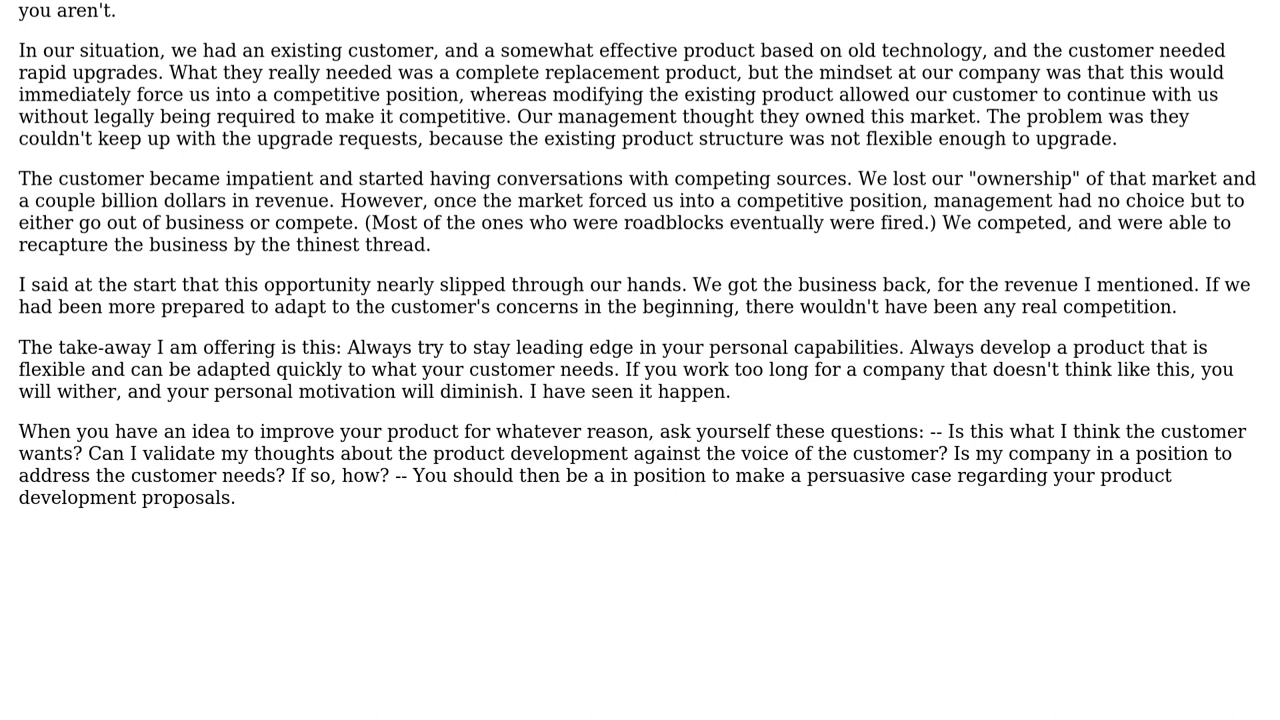 you aren't.
In our situation, we had an existing customer, and a somewhat effective product based on old technology, and the customer needed
rapid upgrades. What they really needed was a complete replacement product, but the mindset at our company was that this would
immediately force us into a competitive position, whereas modifying the existing product allowed our customer to continue with us
without legally being required to make it competitive. Our management thought they owned this market. The problem was they
couldn't keep up with the upgrade requests, because the existing product structure was not flexible enough to upgrade.
The customer became impatient and started having conversations with competing sources. We lost our "ownership" of that market and
a couple billion dollars in revenue. However, once the market forced us into a competitive position, management had no choice but to
either go out of business or compete. (Most of the ones who were roadblocks eventually were fired.) We competed, and were able to
recapture the business by the thinest thread.
I said at the start that this opportunity nearly slipped through our hands. We got the business back, for the revenue I mentioned. If we
had been more prepared to adapt to the customer's concerns in the beginning, there wouldn't have been any real competition.
The take-away I am offering is this: Always try to stay leading edge in your personal capabilities. Always develop a product that is
flexible and can be adapted quickly to what your customer needs. If you work too long for a company that doesn't think like this, you
will wither, and your personal motivation will diminish. I have seen it happen.
When you have an idea to improve your product for whatever reason, ask yourself these questions: -- Is this what I think the customer
wants? Can I validate my thoughts about the product development against the voice of the customer? Is my company in a position to
address the customer needs? If so, how? -- You should then be a in position to make a persuasive case regarding your product
development proposals.